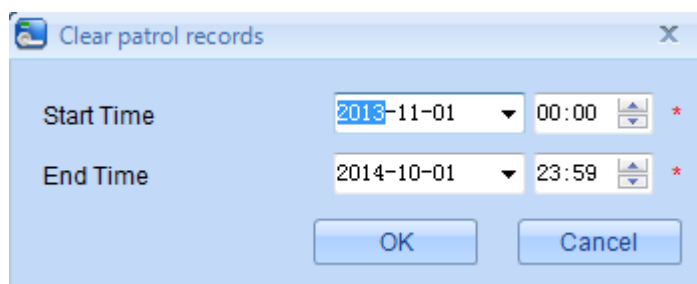 Clear patrol records
Start Time 2013-11-01 00:00 *
End Time 2014-10-01 23:59 *
OK Cancel